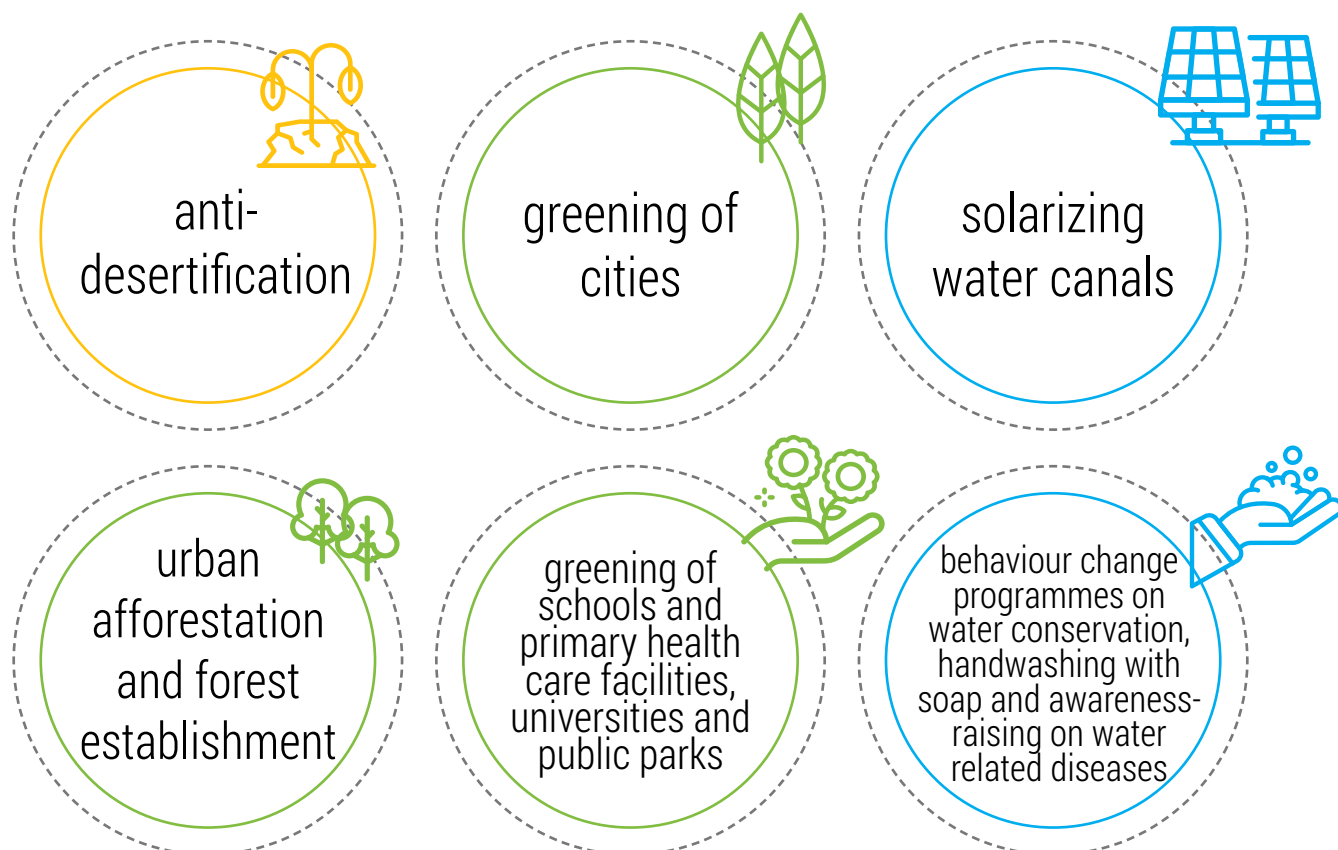 anti-
desertification
greening of
cities
solarizing
water canals
urban
afforestation
and forest
establishment
greening of
schools and
primary health
care facilities,
universities and
public parks
behaviour change
programmes on
water conservation,
handwashing with
soap and awareness-
raising on water
related diseases